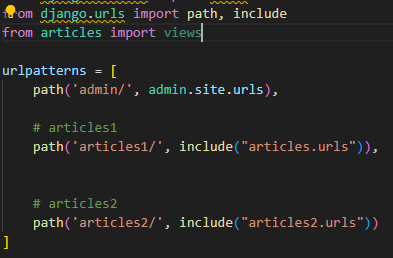 from django.urls import path, include
from articles import views
urlpatterns = [
path('admin/', admin.site.urls),
# articles1
path('articles1/', include("articles.urls")),
# articles2
path('articles2/', include("articles2.urls"))
]